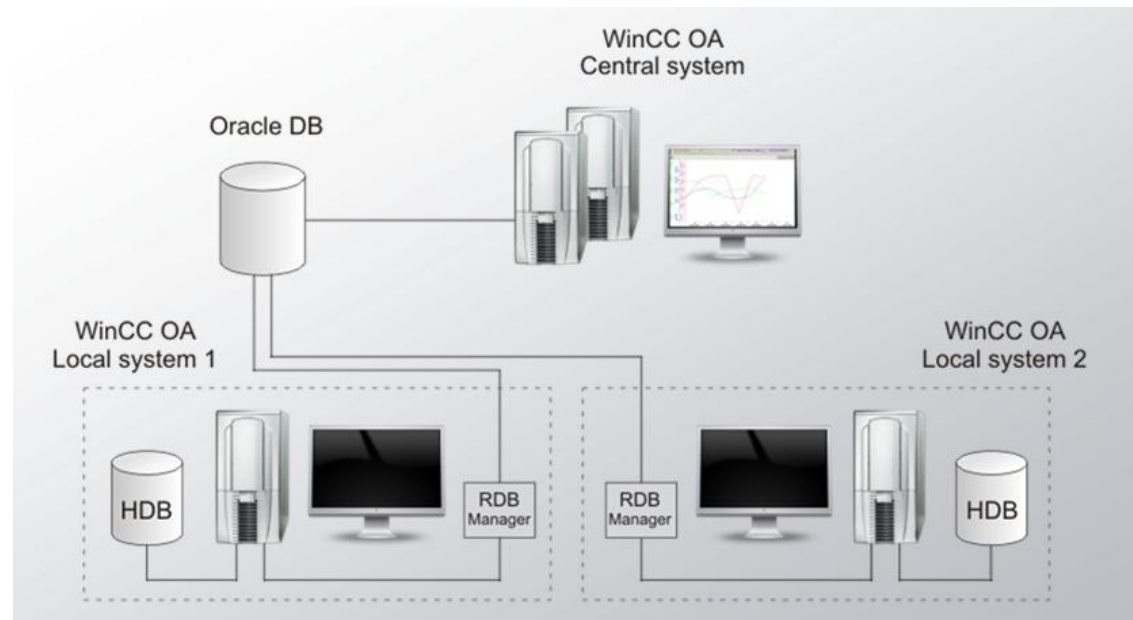 WinCC OA
Central system
Oracle DB
WinCC OA
Local system 1
WinCC OA
Local system 2
HDB
RDB
Manager
RDB
Manager
HDB